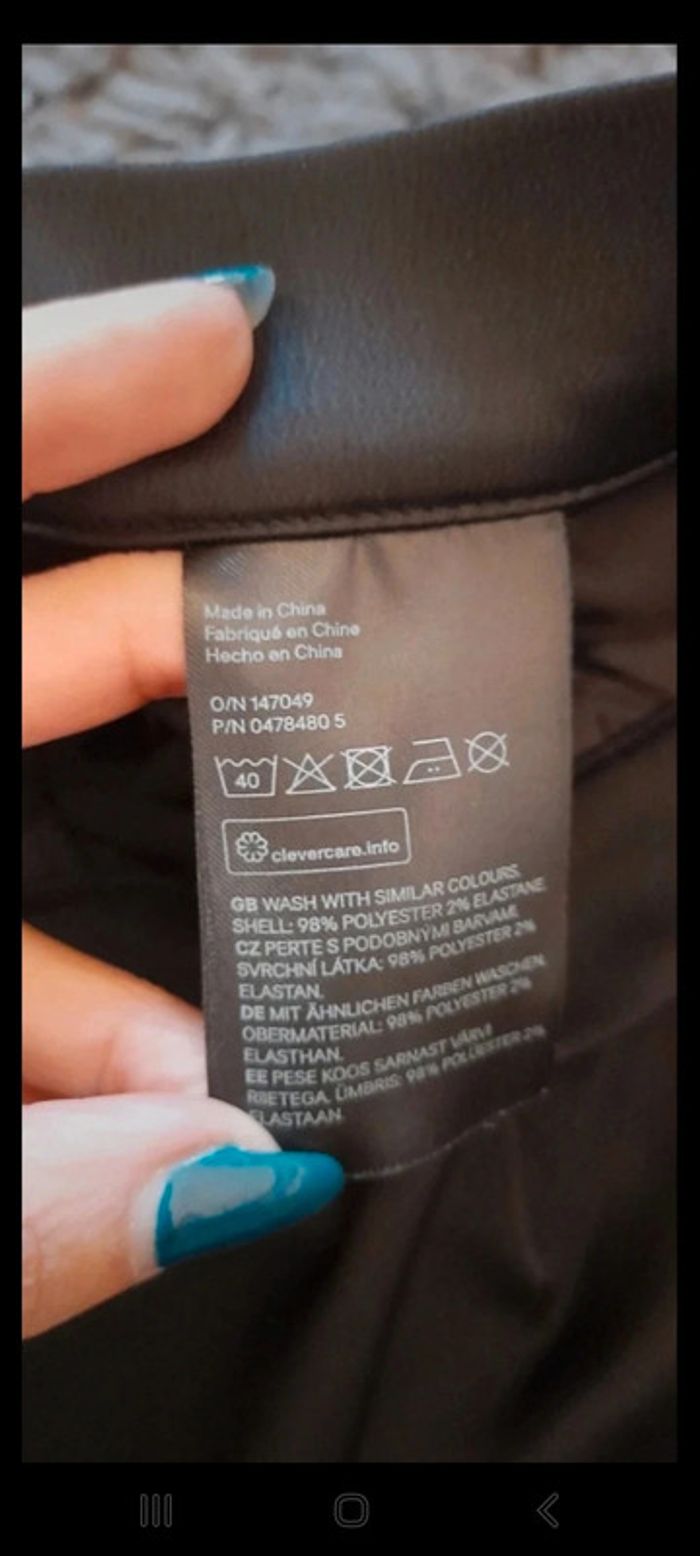 Made in China
Fabriqué en Chine
Hecho en China
O/N 147049
P/N 0478480 5
40
clevercare.info
GB WASH WITH SIMILAR COLOURS.
SHELL: 98% POLYESTER 2% ELASTANE.
CZ PERTE S PODOBNÝMI BARVAMI.
SVRCHNÍ LÁTKA: 98% POLYESTER 2%
ELASTAN.
DE MIT ÄHNLICHEN FARBEN WASCHEN.
OBERMATERIAL: 98% POLYESTER 2%
ELASTHAN.
EE PESE KOOS SARNAST VÄRVI
RIIETEGA. ÜMBRIS: 98% POLÜESTER 2%
ELASTAAN.